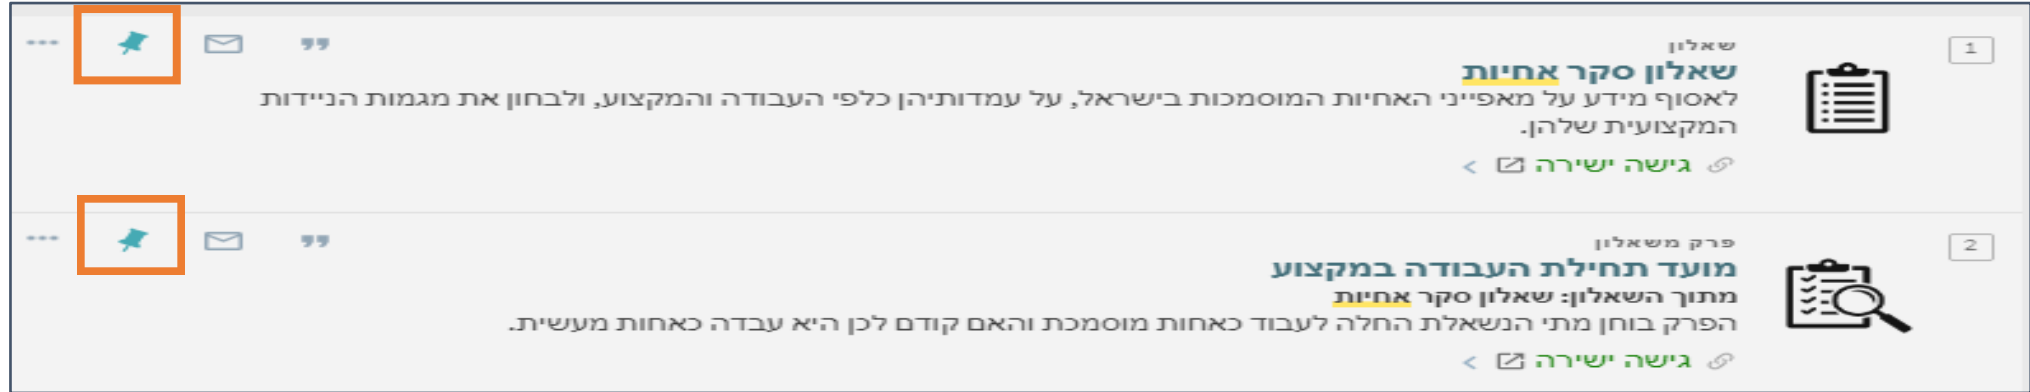 1
שאלון
שאלון סקר אחיות
לאסוף מידע על מאפייני האחיות המוסמכות בישראל, על עמדותיהן כלפי העבודה והמקצוע, ולבחון את מגמות הניידות
המקצועית שלהן.
גישה ישירה
2
פרק משאלון
מועד תחילת העבודה במקצוע
מתוך השאלון: שאלון סקר אחיות
הפרק בוחן מתי הנשאלת החלה לעבוד כאחות מוסמכת והאם קודם לכן היא עבדה כאחות מעשית.
גישה ישירה